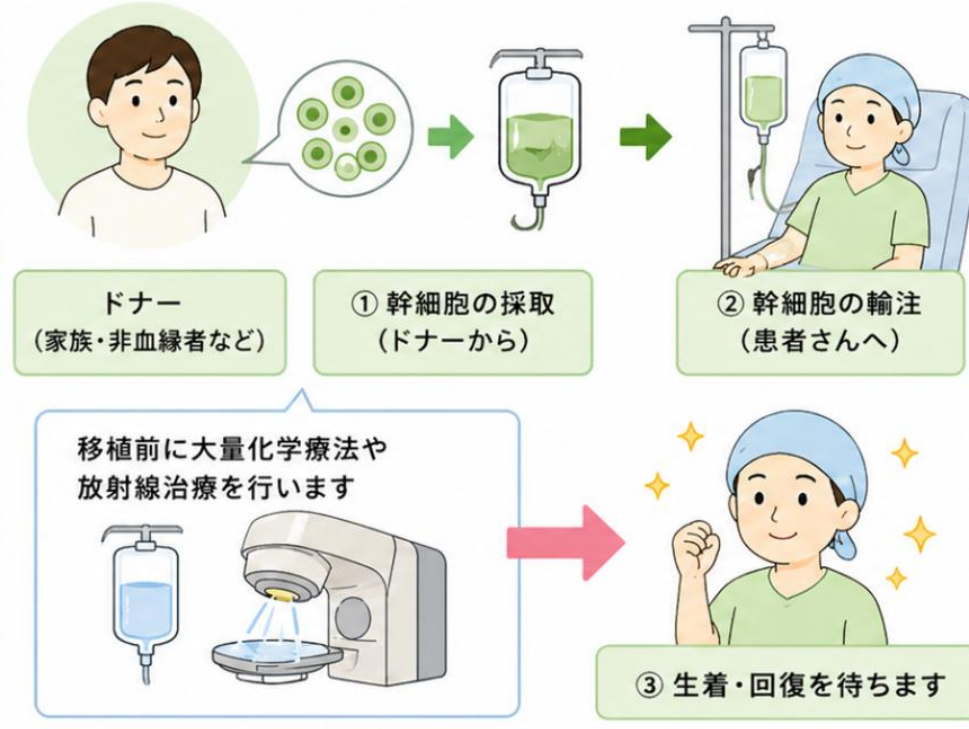 ドナー
（家族・非血縁者など）
① 幹細胞の採取
（ドナーから）
② 幹細胞の輸注
（患者さんへ）
移植前に大量化学療法や
放射線治療を行います
③ 生着・回復を待ちます